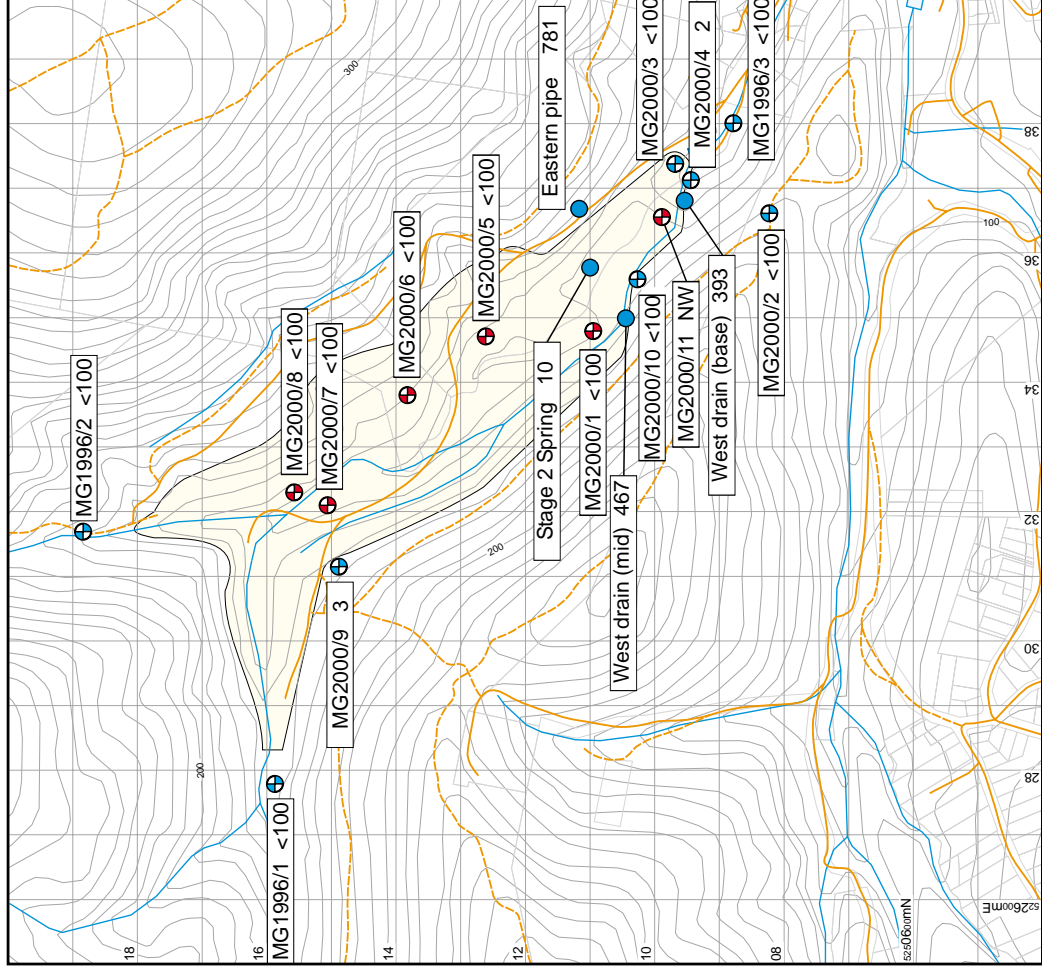 MG1996/2 <100
MG2000/8 <100
MG2000/7 <100
MG2000/6 <100
MG2000/5 <100
Eastern pipe 781
MG2000/3 <100
MG2000/4 2
MG1996/3 <100
MG2000/2 <100
West drain (base) 393
MG2000/11 NW
MG2000/10 <100
MG2000/1 <100
Stage 2 Spring 10
West drain (mid) 467
MG2000/9 3
MG1996/1 <100
300
200
200
100
18
16
14
12
10
08
5250600mN
522600mE
28
30
32
34
36
38